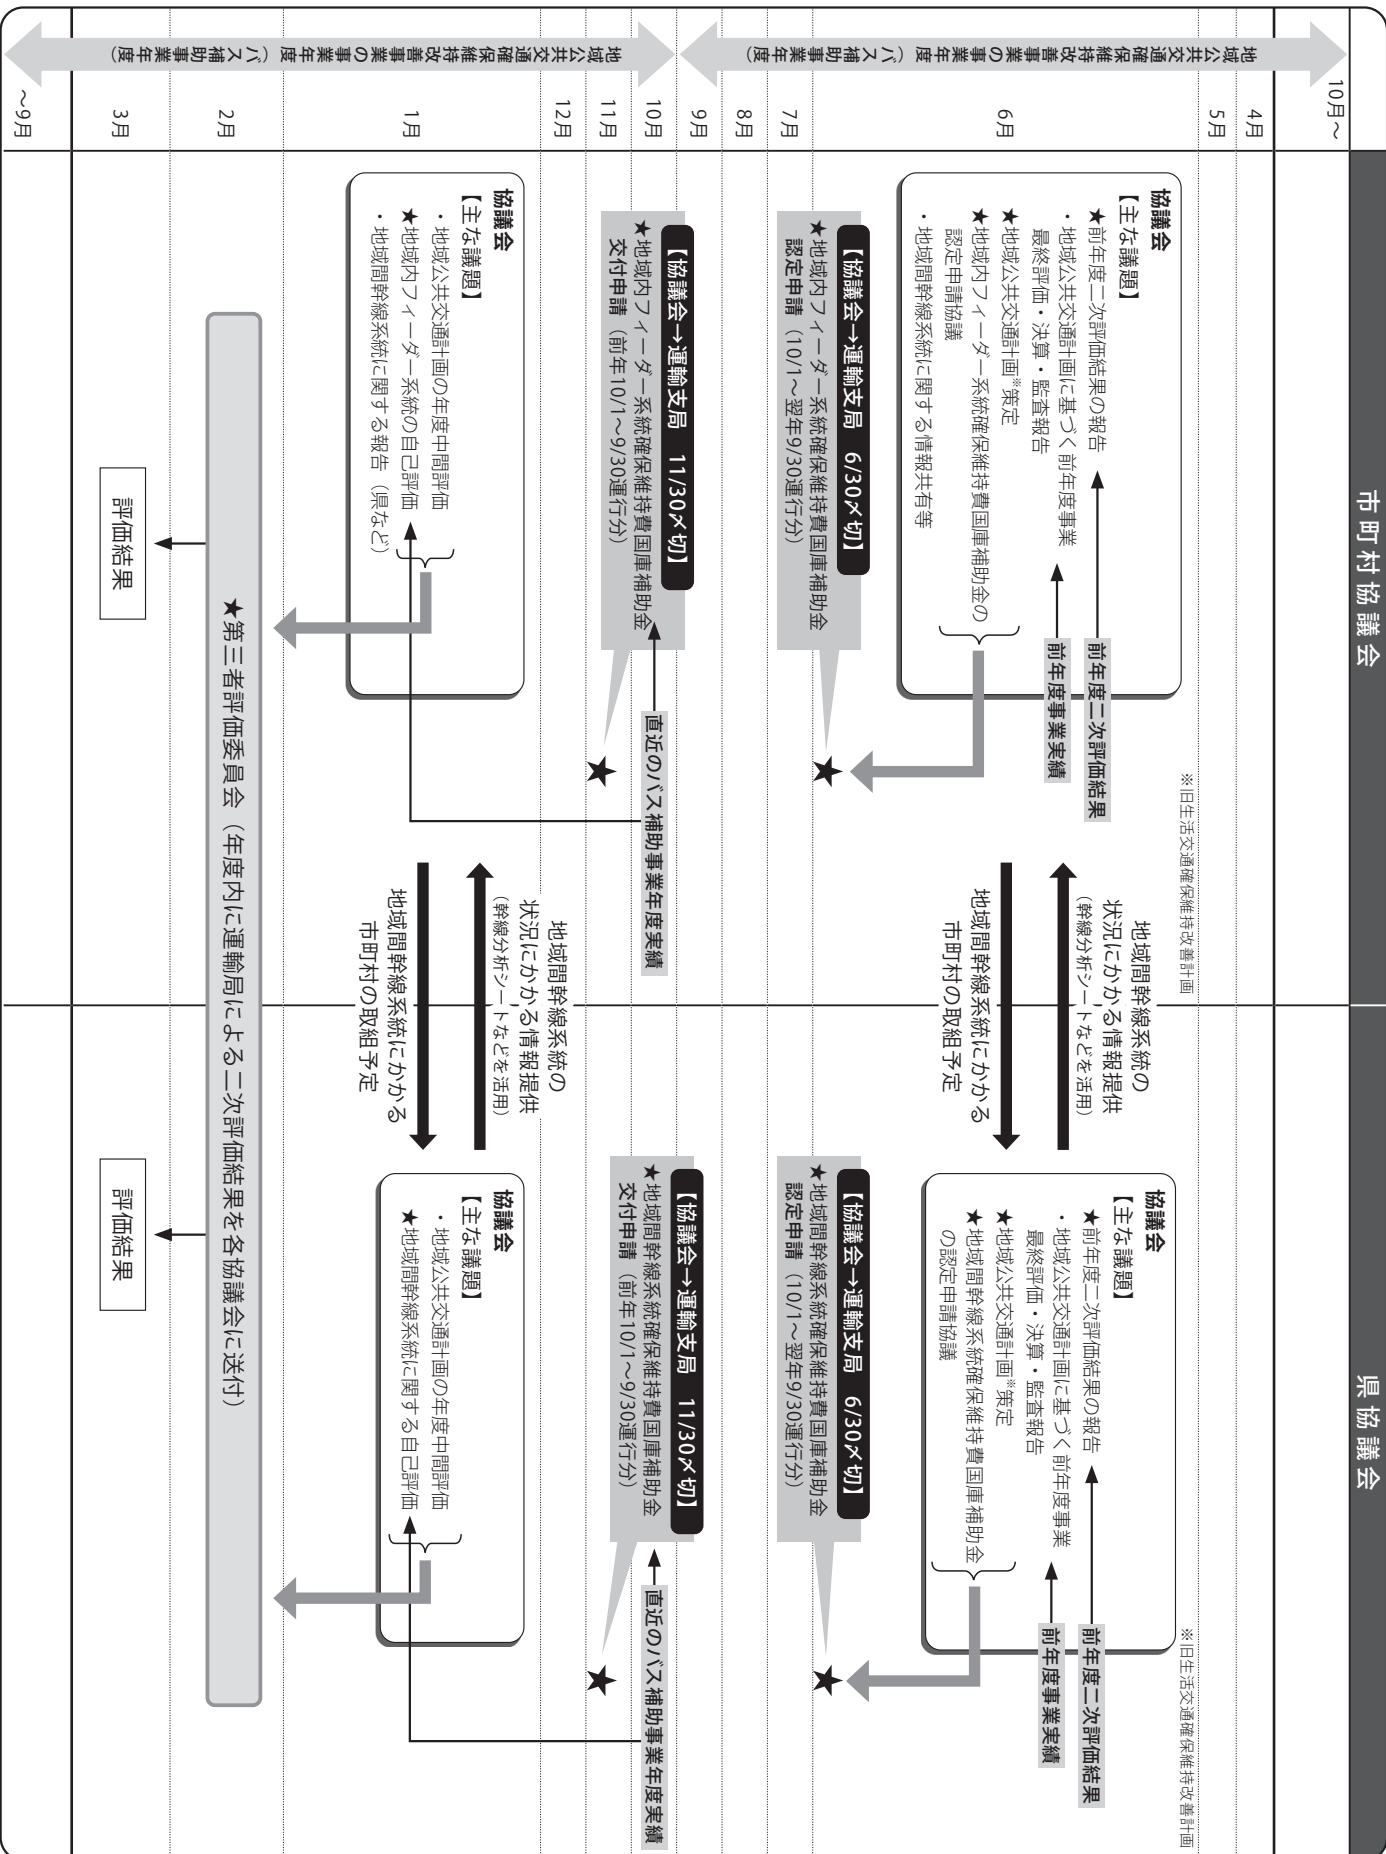 市町村協議会
県協議会
10月～
4月
5月
6月
7月
8月
9月
10月
11月
12月
1月
2月
3月
～9月
地域公共交通確保維持改善事業の事業年度（バス補助事業年度）
地域公共交通確保維持改善事業の事業年度（バス補助事業年度）
※旧生活交通確保維持改善計画
協議会
【主な議題】
★前年度二次評価結果の報告
・地域公共交通計画に基づく前年度事業
最終評価・決算・監査報告
★地域公共交通計画※策定
★地域内フィーダー系統確保維持費国庫補助金の
認定申請協議
・地域間幹線系統に関する情報共有等
前年度二次評価結果
前年度事業実績
地域間幹線系統の
状況にかかる情報提供
（幹線分析シートなどを活用）
地域間幹線系統にかかる
市町村の取組予定
※旧生活交通確保維持改善計画
協議会
【主な議題】
★前年度二次評価結果の報告
・地域公共交通計画に基づく前年度事業
最終評価・決算・監査報告
★地域公共交通計画※策定
★地域間幹線系統確保維持費国庫補助金
の認定申請協議
前年度二次評価結果
前年度事業実績
【協議会→運輸支局　6/30〆切】
★地域内フィーダー系統確保維持費国庫補助金
認定申請（10/1～翌年9/30運行分）
★
【協議会→運輸支局　6/30〆切】
★地域間幹線系統確保維持費国庫補助金
認定申請（10/1～翌年9/30運行分）
★
【協議会→運輸支局　11/30〆切】
★地域内フィーダー系統確保維持費国庫補助金
交付申請（前年10/1～9/30運行分）
直近のバス補助事業年度実績
★
【協議会→運輸支局　11/30〆切】
★地域間幹線系統確保維持費国庫補助金
交付申請（前年10/1～9/30運行分）
直近のバス補助事業年度実績
★
協議会
【主な議題】
・地域公共交通計画の年度中間評価
★地域内フィーダー系統の自己評価
・地域間幹線系統に関する報告（県など）
地域間幹線系統の
状況にかかる情報提供
（幹線分析シートなどを活用）
地域間幹線系統にかかる
市町村の取組予定
協議会
【主な議題】
・地域公共交通計画の年度中間評価
★地域間幹線系統に関する自己評価
★第三者評価委員会（年度内に運輸局による二次評価結果を各協議会に送付）
評価結果
評価結果